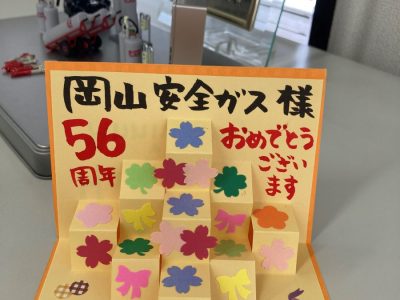 岡山安全ガス様
56
周年
おめでとう
ござい
ます